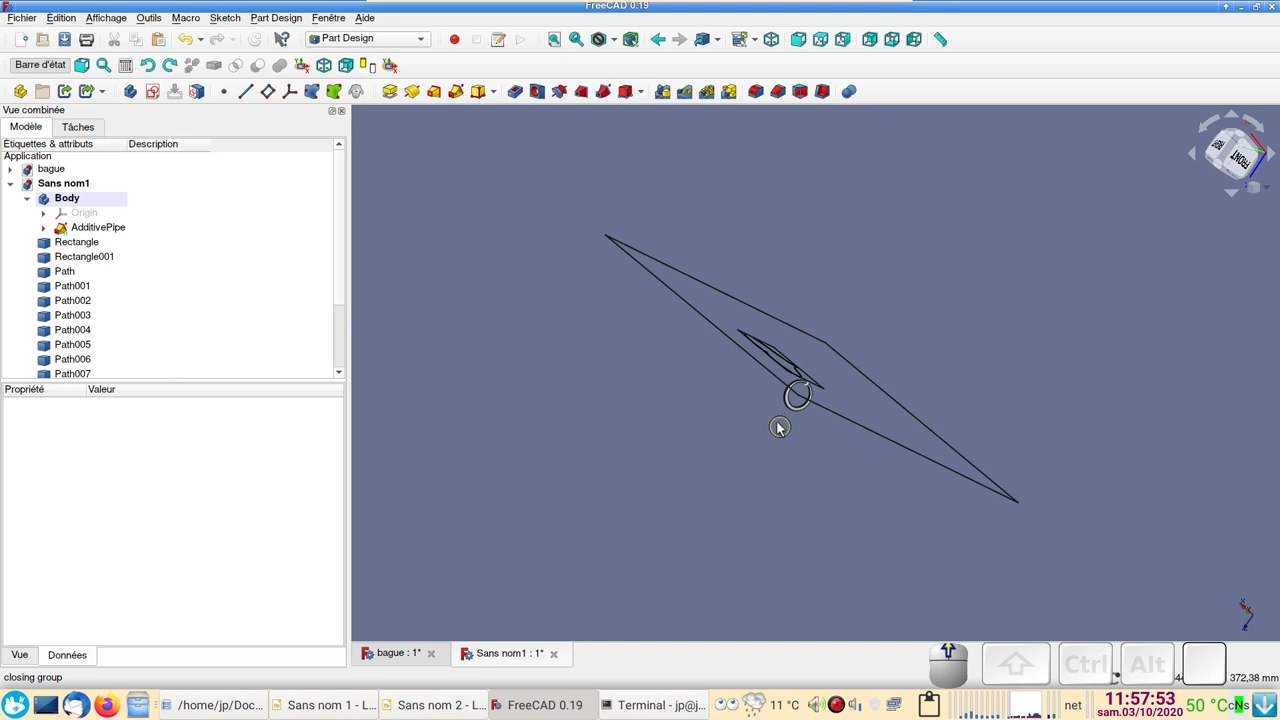 FreeCAD 0.19
Fichier Édition Affichage Outils Macro Sketch Part Design Fenêtre Aide
Part Design
Barre d'état
Vue combinée
Modèle Tâches
Étiquettes & attributs Description
Application
bague
Sans nom1
Body
Origin
AdditivePipe
Rectangle
Rectangle001
Path
Path001
Path002
Path003
Path004
Path005
Path006
Path007
Propriété Valeur
FRONT
Vue Données
bague : 1* Sans nom1 : 1*
closing group
Ctrl Alt
372,38 mm
/home/jp/Doc... Sans nom 1 - L... Sans nom 2 - L... FreeCAD 0.19 Terminal - jp@j...
11 °C
net
11:57:53
sam.03/10/2020
50 °C